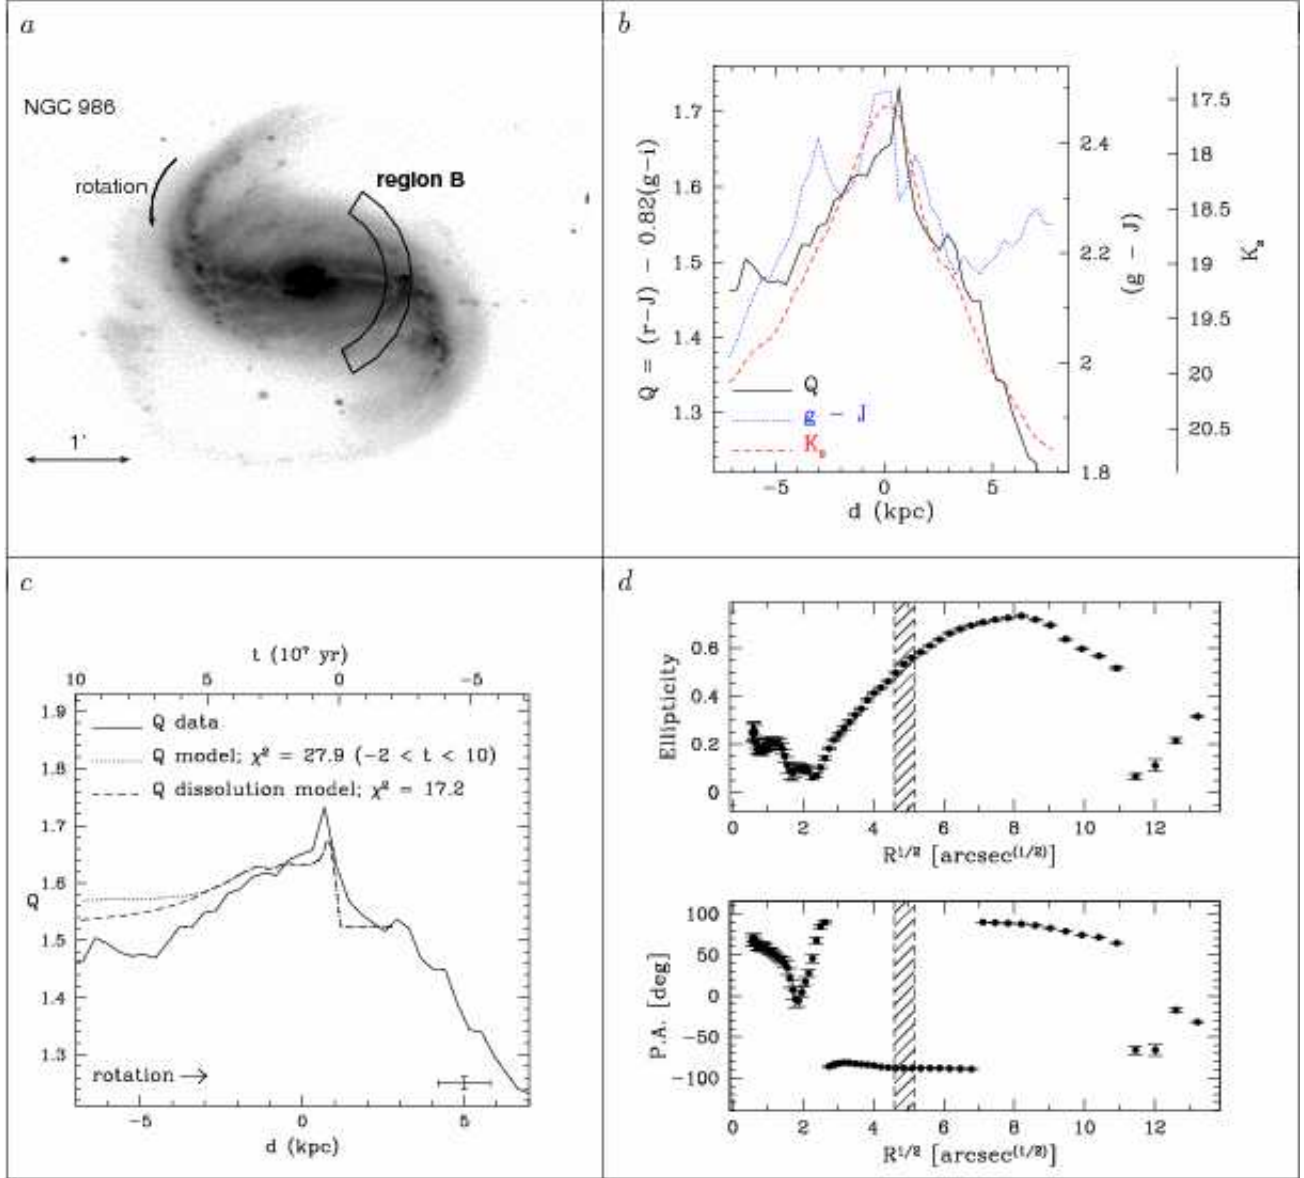 a
NGC 986
rotation
region B
1'
b
Q = (r-J) - 0.82(g-i)
1.7
1.6
1.5
1.4
1.3
2.4
2.2
2
1.8
(g - J)
17.5
18
18.5
19
19.5
20
20.5
Ks
Q
g - J
Ks
-5 0 5
d (kpc)
c
t (10⁷ yr)
10 5 0 -5
1.9
1.8
1.7
1.6
1.5
1.4
1.3
Q
Q data
Q model; χ² = 27.9 (-2 < t < 10)
Q dissolution model; χ² = 17.2
rotation
-5 0 5
d (kpc)
d
Ellipticity
0.6
0.4
0.2
0
0 2 4 6 8 10 12
R^1/2 [arcsec^(1/2)]
P.A. [deg]
100
50
0
-50
-100
0 2 4 6 8 10 12
R^1/2 [arcsec^(1/2)]